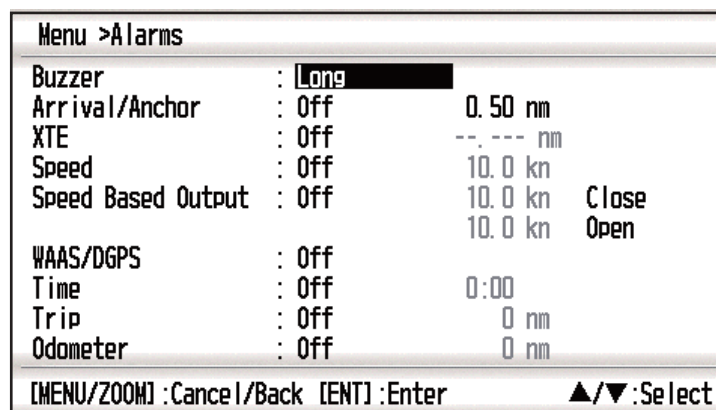 Menu >Alarms
Buzzer : Long
Arrival/Anchor : Off 0.50 nm
XTE : Off --.--- nm
Speed : Off 10.0 kn
Speed Based Output : Off 10.0 kn Close
10.0 kn Open
WAAS/DGPS : Off
Time : Off 0:00
Trip : Off 0 nm
Odometer : Off 0 nm
[MENU/ZOOM]:Cancel/Back [ENT]:Enter ▲/▼:Select